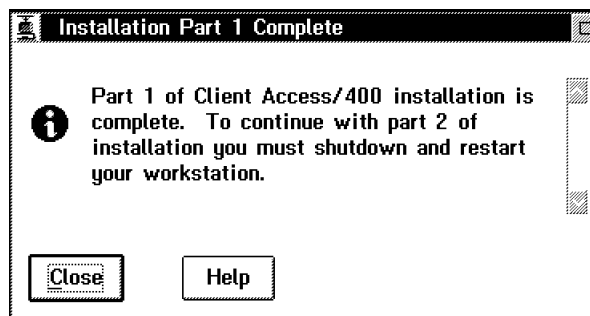 Installation Part 1 Complete
Part 1 of Client Access/400 installation is
complete. To continue with part 2 of
installation you must shutdown and restart
your workstation.
Close
Help